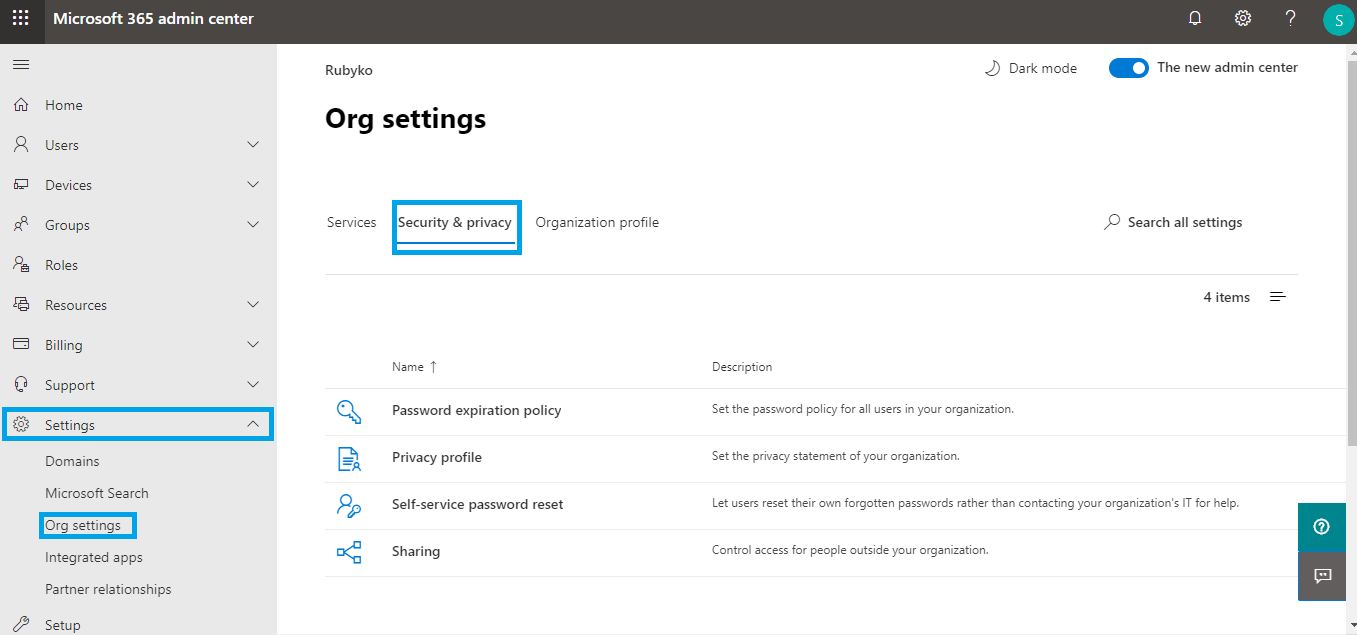 Microsoft 365 admin center
S
Home
Users
Devices
Groups
Roles
Resources
Billing
Support
Settings
Domains
Microsoft Search
Org settings
Integrated apps
Partner relationships
Setup
Rubyko
Dark mode
The new admin center
Org settings
Services
Security & privacy
Organization profile
Search all settings
4 items
Name ↑
Description
Password expiration policy
Set the password policy for all users in your organization.
Privacy profile
Set the privacy statement of your organization.
Self-service password reset
Let users reset their own forgotten passwords rather than contacting your organization's IT for help.
Sharing
Control access for people outside your organization.